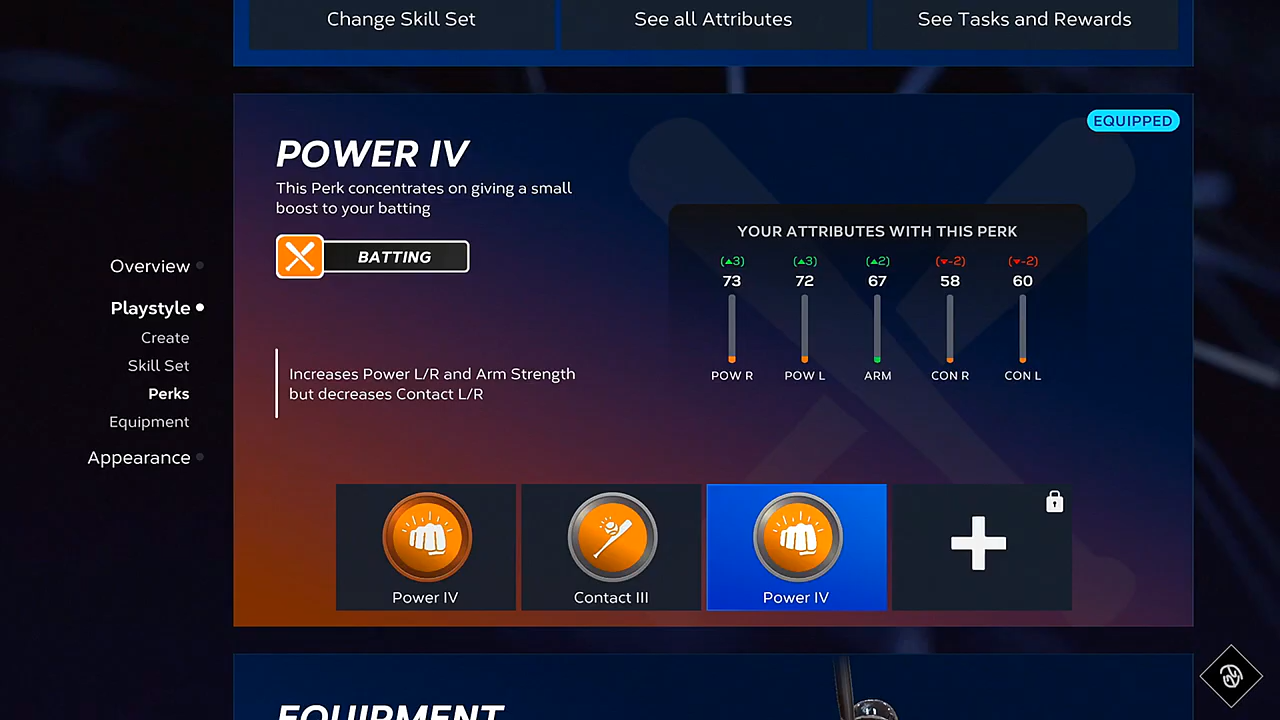 Change Skill Set
See all Attributes
See Tasks and Rewards
EQUIPPED
POWER IV
This Perk concentrates on giving a small
boost to your batting
BATTING
YOUR ATTRIBUTES WITH THIS PERK
(▲3) (▲3) (▲2) (▼-2) (▼-2)
73 72 67 58 60
POW R POW L ARM CON R CON L
Increases Power L/R and Arm Strength
but decreases Contact L/R
Overview
Playstyle
Create
Skill Set
Perks
Equipment
Appearance
Power IV
Contact III
Power IV
EQUIPMENT